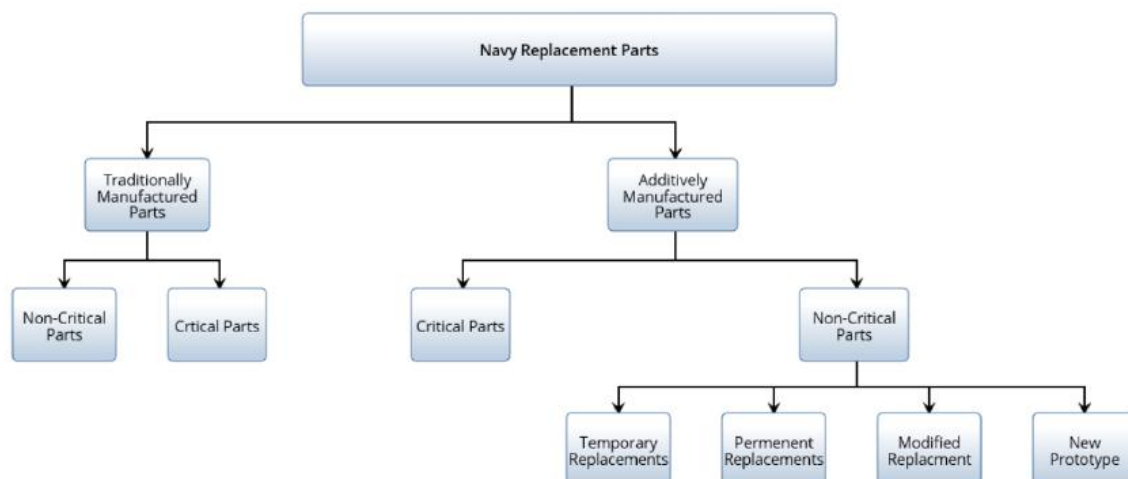 Navy Replacement Parts
Traditionally
Manufactured
Parts
Additively
Manufactured
Parts
Non-Critical
Parts
Crtical Parts
Critical Parts
Non-Critical
Parts
Temporary
Replacements
Permenent
Replacements
Modified
Replacment
New
Prototype